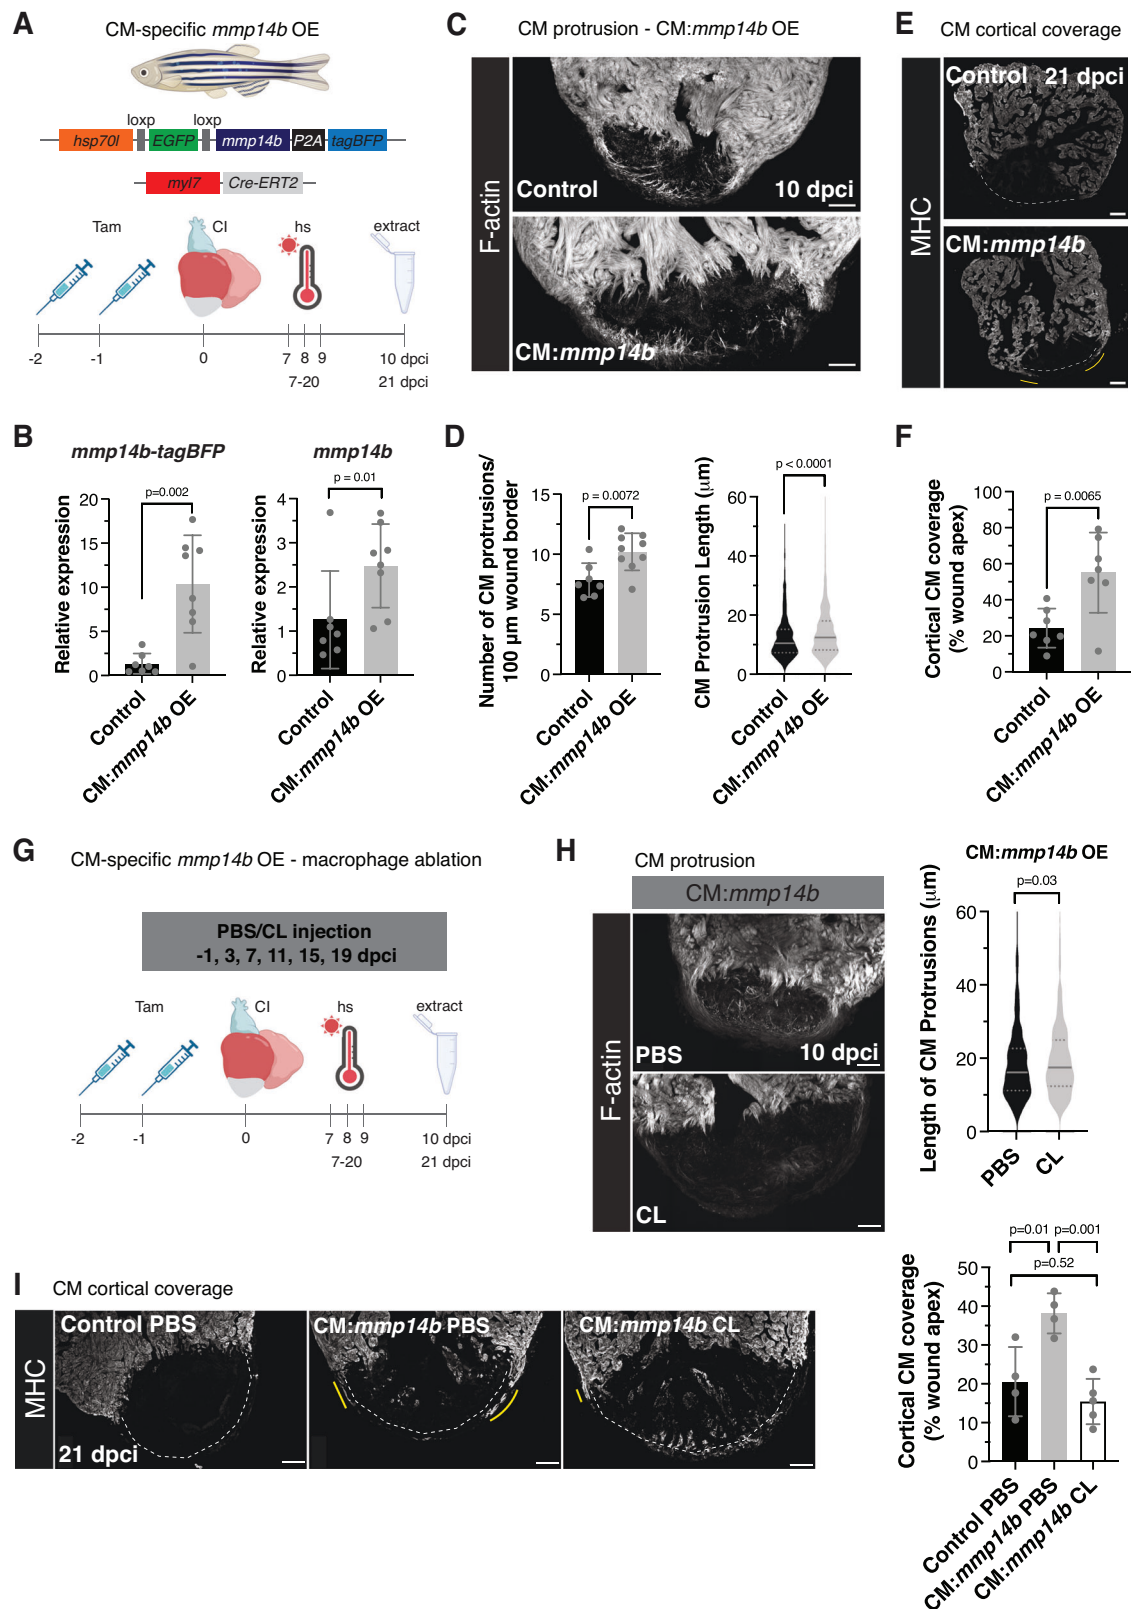 A
CM-specific mmp14b OE
loxp loxp
hsp70l EGFP mmp14b P2A tagBFP
myl7 Cre-ERT2
Tam CI hs extract
-2 -1 0 7 8 9 10 dpci
7-20 21 dpci
B
mmp14b-tagBFP
Relative expression
20
15
10
5
0
p=0.002
Control
CM:mmp14b OE
mmp14b
Relative expression
4
3
2
1
0
p = 0.01
Control
CM:mmp14b OE
C
CM protrusion - CM:mmp14b OE
F-actin
Control 10 dpci
CM:mmp14b
D
Number of CM protrusions/
100 µm wound border
15
10
5
0
p = 0.0072
Control
CM:mmp14b OE
CM Protrusion Length (µm)
60
40
20
0
p < 0.0001
Control
CM:mmp14b OE
E
CM cortical coverage
MHC
Control 21 dpci
CM:mmp14b
F
Cortical CM coverage
(% wound apex)
100
80
60
40
20
0
p = 0.0065
Control
CM:mmp14b OE
G
CM-specific mmp14b OE - macrophage ablation
PBS/CL injection
-1, 3, 7, 11, 15, 19 dpci
Tam CI hs extract
-2 -1 0 7 8 9 10 dpci
7-20 21 dpci
H
CM protrusion
CM:mmp14b
F-actin
PBS 10 dpci
CL
CM:mmp14b OE
p=0.03
Length of CM Protrusions (µm)
60
40
20
0
PBS
CL
I
CM cortical coverage
MHC
Control PBS
21 dpci
CM:mmp14b PBS
CM:mmp14b CL
p=0.01 p=0.001
p=0.52
Cortical CM coverage
(% wound apex)
50
40
30
20
10
0
Control PBS
CM:mmp14b PBS
CM:mmp14b CL